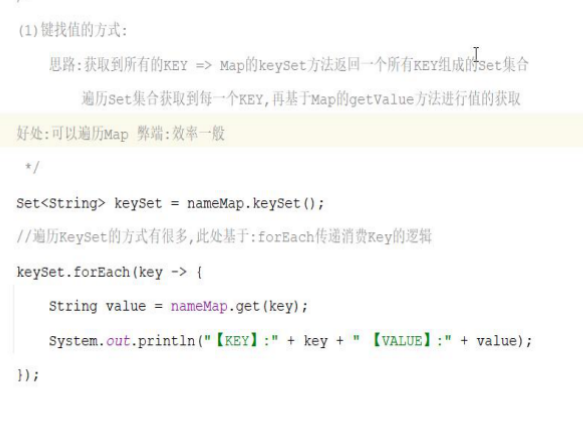 (1)键找值的方式:
思路:获取到所有的KEY => Map的keySet方法返回一个所有KEY组成的Set集合
遍历Set集合获取到每一个KEY,再基于Map的getValue方法进行值的获取
好处:可以遍历Map 弊端:效率一般
*/
Set<String> keySet = nameMap.keySet();
//遍历KeySet的方式有很多,此处基于:forEach传递消费Key的逻辑
keySet.forEach(key -> {
String value = nameMap.get(key);
System.out.println("【KEY】:" + key + " 【VALUE】:" + value);
});